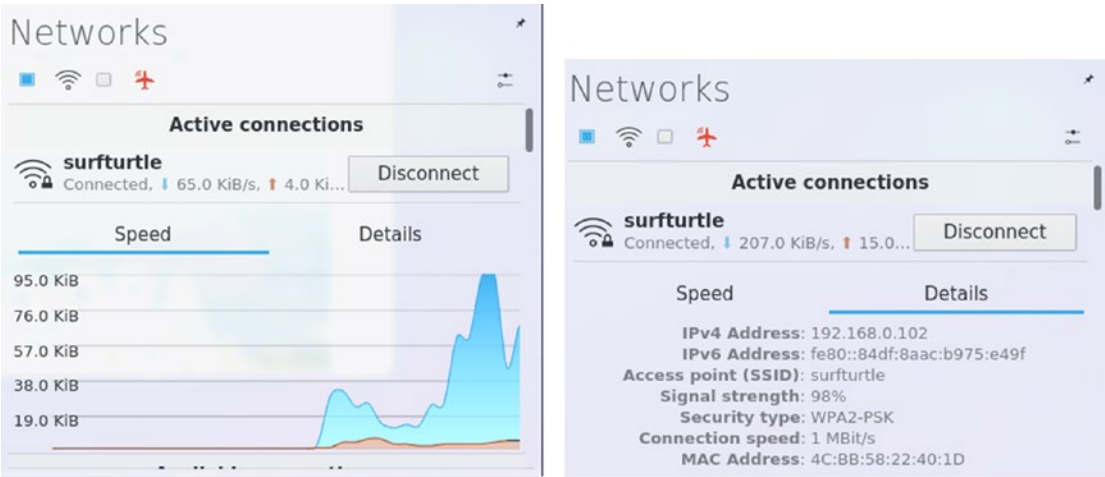 Networks
Active connections
surfturtle
Disconnect
Connected, ⬇ 65.0 KiB/s, ⬆ 4.0 Ki...
Speed
Details
95.0 KiB
76.0 KiB
57.0 KiB
38.0 KiB
19.0 KiB
Networks
Active connections
surfturtle
Disconnect
Connected, ⬇ 207.0 KiB/s, ⬆ 15.0...
Speed
Details
IPv4 Address: 192.168.0.102
IPv6 Address: fe80::84df:8aac:b975:e49f
Access point (SSID): surfturtle
Signal strength: 98%
Security type: WPA2-PSK
Connection speed: 1 MBit/s
MAC Address: 4C:BB:58:22:40:1D